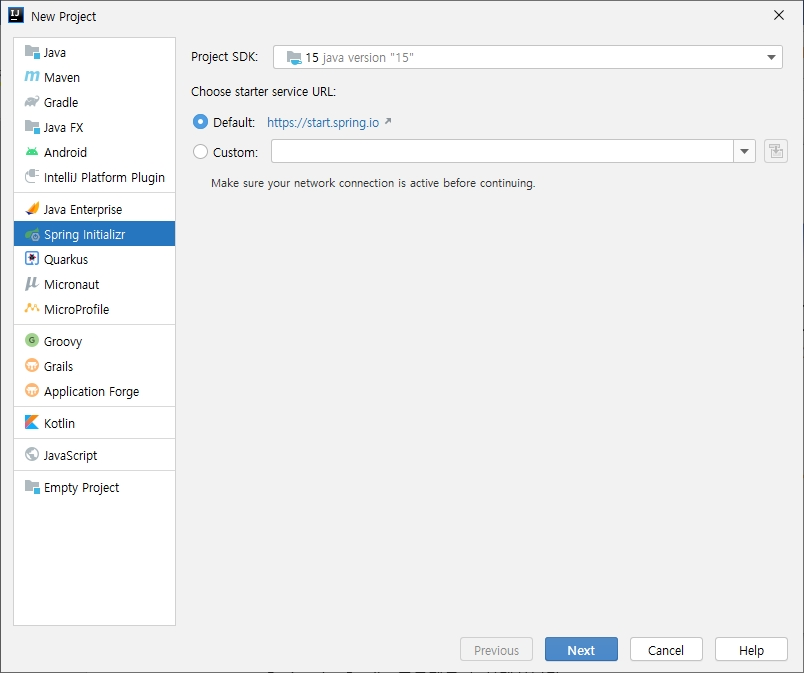 New Project
Java
Maven
Gradle
Java FX
Android
IntelliJ Platform Plugin
Java Enterprise
Spring Initializr
Quarkus
Micronaut
MicroProfile
Groovy
Grails
Application Forge
Kotlin
JavaScript
Empty Project
Project SDK: 15 java version "15"
Choose starter service URL:
Default: https://start.spring.io
Custom:
Make sure your network connection is active before continuing.
Previous Next Cancel Help